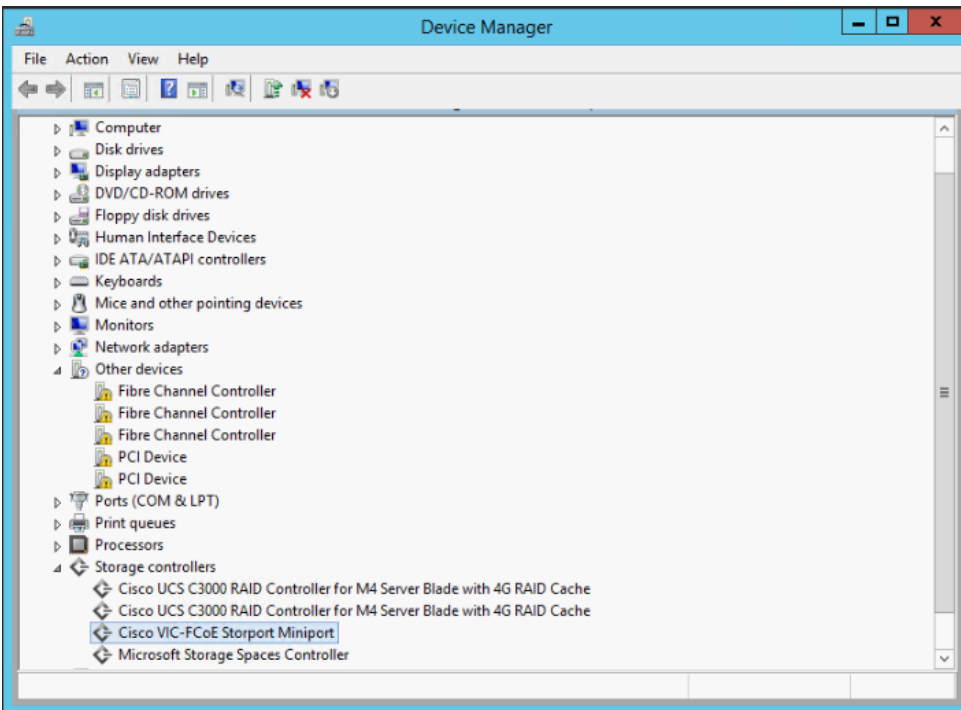 Device Manager
File Action View Help
Computer
Disk drives
Display adapters
DVD/CD-ROM drives
Floppy disk drives
Human Interface Devices
IDE ATA/ATAPI controllers
Keyboards
Mice and other pointing devices
Monitors
Network adapters
Other devices
Fibre Channel Controller
Fibre Channel Controller
Fibre Channel Controller
PCI Device
PCI Device
Ports (COM & LPT)
Print queues
Processors
Storage controllers
Cisco UCS C3000 RAID Controller for M4 Server Blade with 4G RAID Cache
Cisco UCS C3000 RAID Controller for M4 Server Blade with 4G RAID Cache
Cisco VIC-FCoE Storport Miniport
Microsoft Storage Spaces Controller